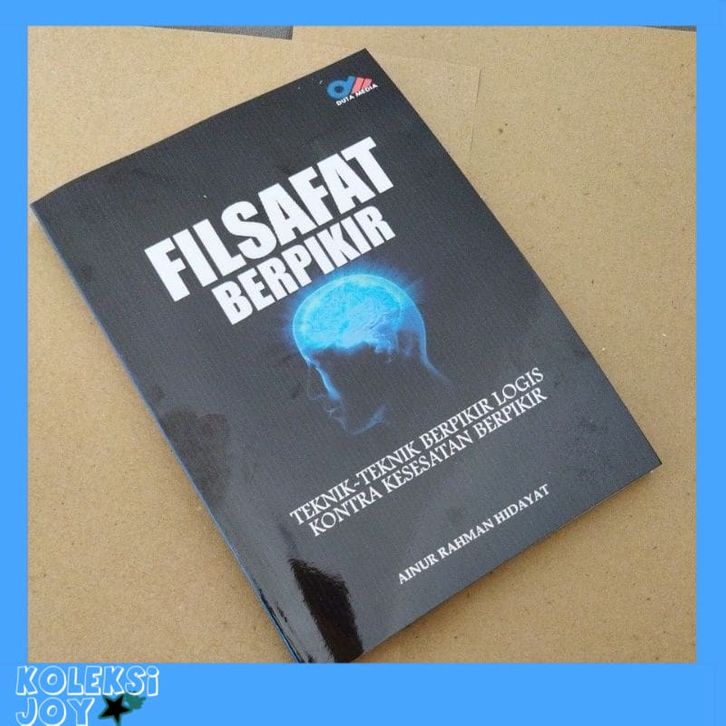 DUTA MEDIA
FILSAFAT
BERPIKIR
TEKNIK-TEKNIK BERPIKIR LOGIS
KONTRA KESESATAN BERPIKIR
AINUR RAHMAN HIDAYAT
KOLEKSi
JOY